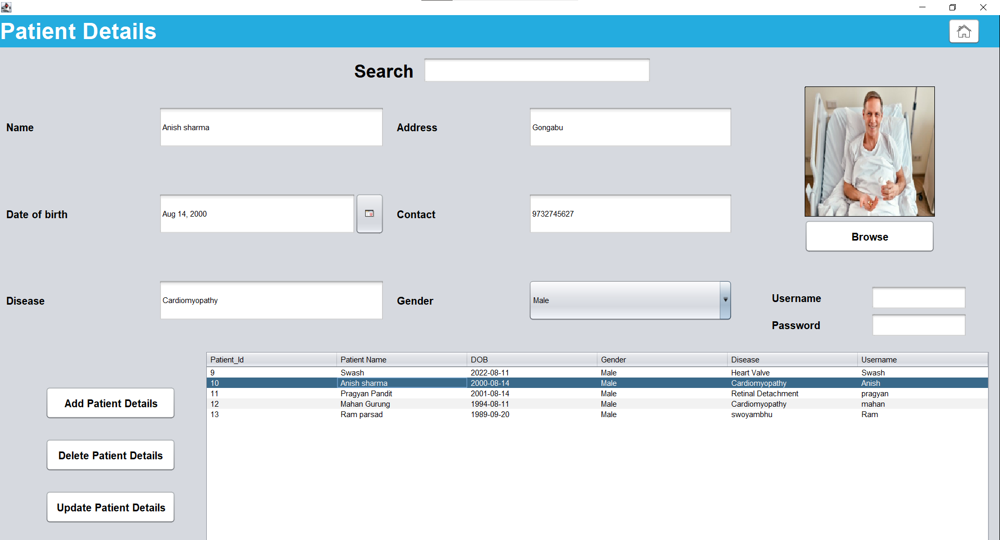 Patient Details
Search
Name Anish sharma Address Gongabu
Date of birth Aug 14, 2000 Contact 9732745627
Browse
Disease Cardiomyopathy Gender Male Username
Password
Patient_Id Patient Name DOB Gender Disease Username
9 Swash 2022-08-11 Male Heart Valve Swash
10 Anish sharma 2000-08-14 Male Cardiomyopathy Anish
11 Pragyan Pandit 2001-08-14 Male Retinal Detachment pragyan
12 Mahan Gurung 1994-08-11 Male Cardiomyopathy mahan
13 Ram parsad 1989-09-20 Male swoyambhu Ram
Add Patient Details
Delete Patient Details
Update Patient Details